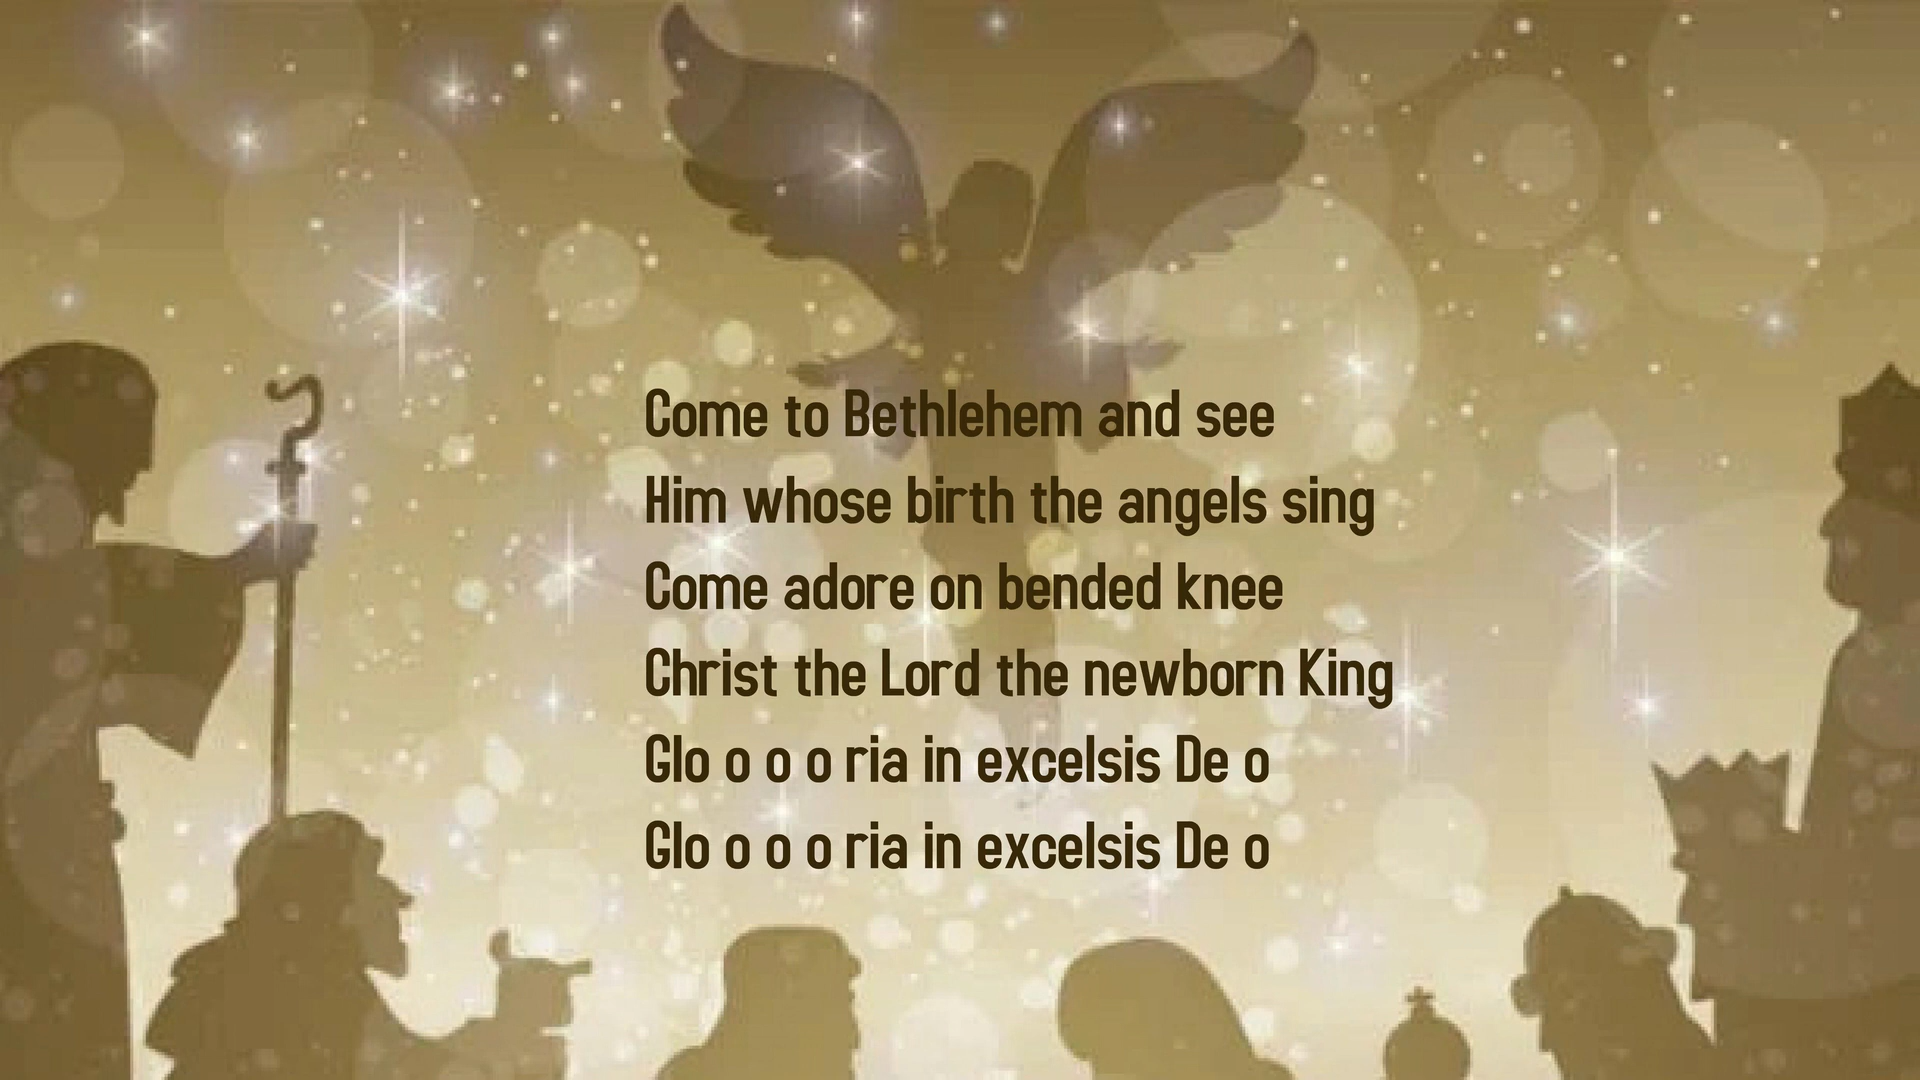 Come to Bethlehem and see
Him whose birth the angels sing
Come adore on bended knee
Christ the Lord the newborn King
Glo o o o ria in excelsis De o
Glo o o o ria in excelsis De o